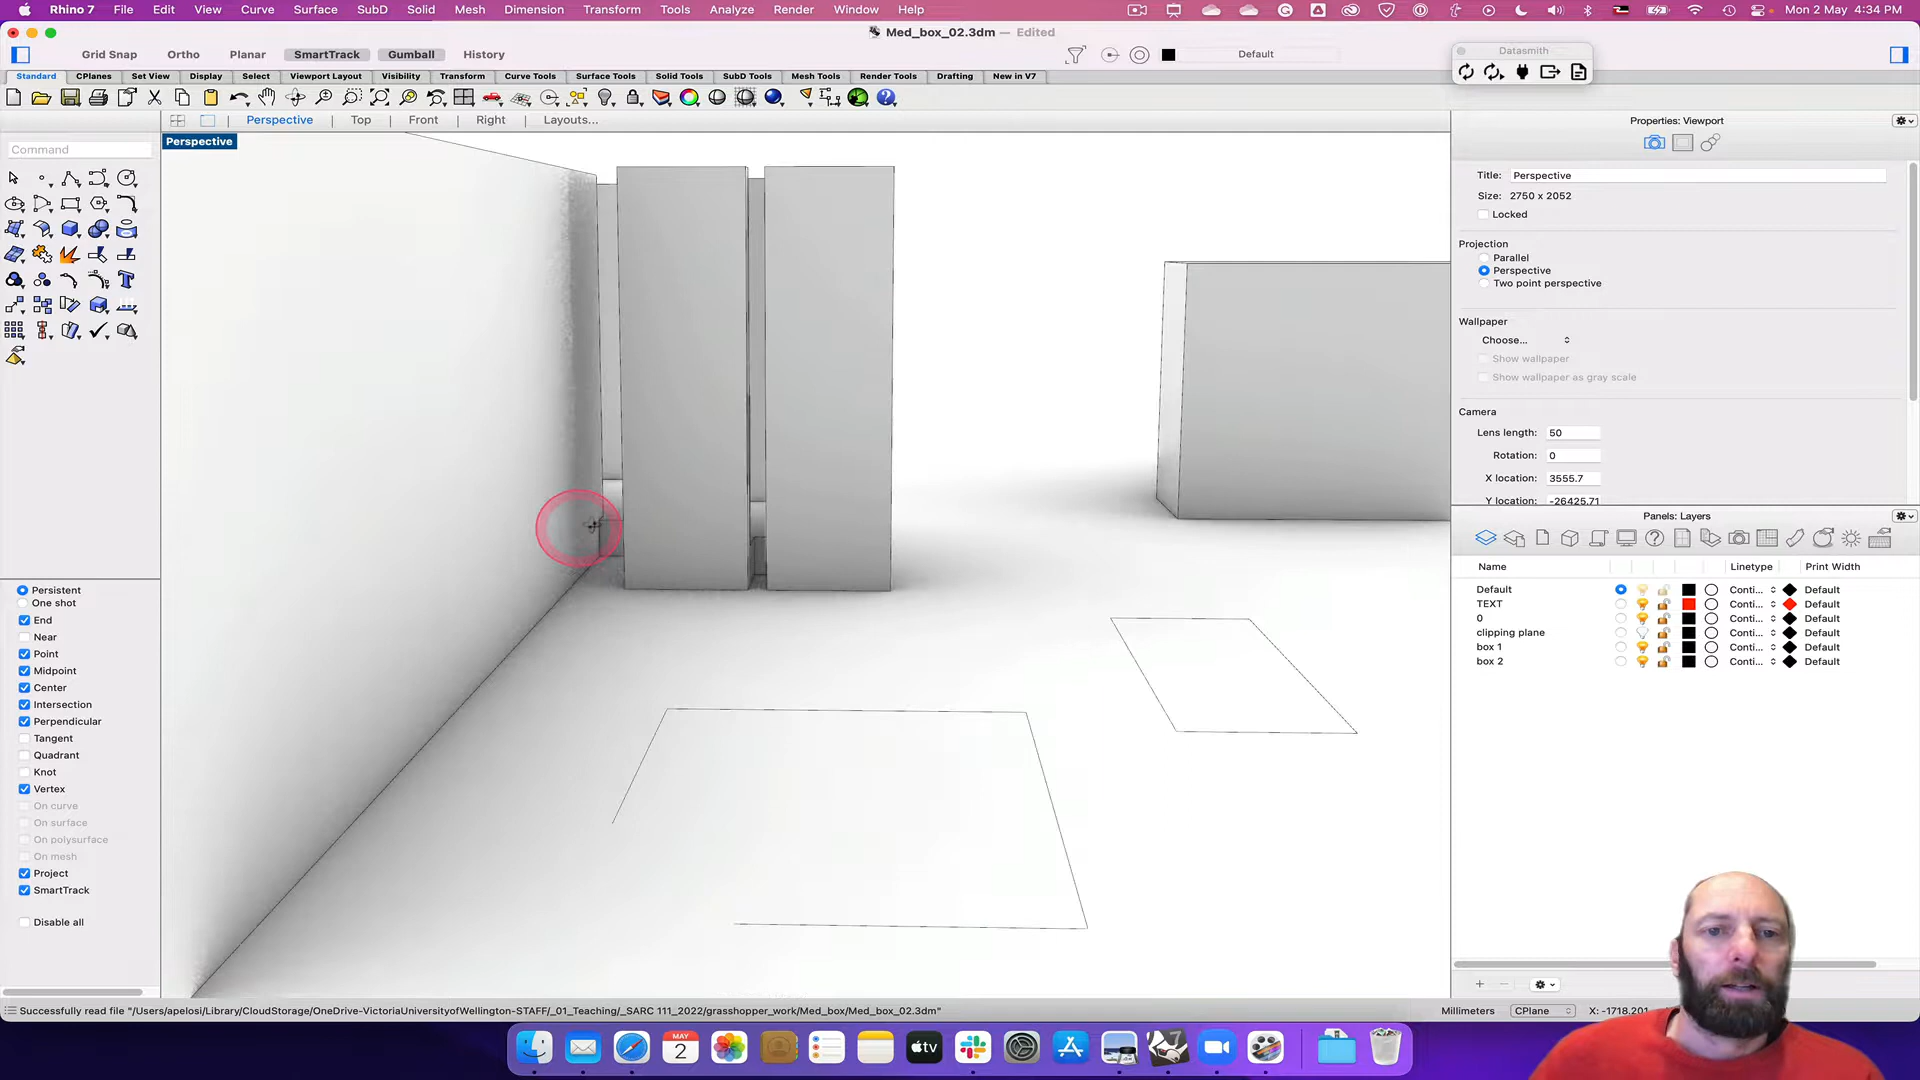 Rhino 7 File Edit View Curve Surface SubD Solid Mesh Dimension Transform Tools Analyze Render Window Help
Mon 2 May 4:34 PM
Med_box_02.3dm — Edited
Grid Snap Ortho Planar SmartTrack Gumball History
Default
Datasmith
Standard CPlanes Set View Display Select Viewport Layout Visibility Transform Curve Tools Surface Tools Solid Tools SubD Tools Mesh Tools Render Tools Drafting New in V7
Perspective Top Front Right Layouts...
Perspective
Command
Persistent
One shot
End
Near
Point
Midpoint
Center
Intersection
Perpendicular
Tangent
Quadrant
Knot
Vertex
On curve
On surface
On polysurface
On mesh
Project
SmartTrack
Disable all
Properties: Viewport
Title: Perspective
Size: 2750 x 2052
Locked
Projection
Parallel
Perspective
Two point perspective
Wallpaper
Choose...
Show wallpaper
Show wallpaper as gray scale
Camera
Lens length: 50
Rotation: 0
X location: 3555.7
Y location: -26425.71
Panels: Layers
Name Linetype Print Width
Default Conti... Default
TEXT Conti... Default
0 Conti... Default
clipping plane Conti... Default
box 1 Conti... Default
box 2 Conti... Default
Successfully read file "/Users/apelosi/Library/CloudStorage/OneDrive-VictoriaUniversityofWellington-STAFF/_01_Teaching/_SARC 111_2022/grasshopper_work/Med_box/Med_box_02.3dm"
Millimeters CPlane X: -1718.201
MAY
2
tv